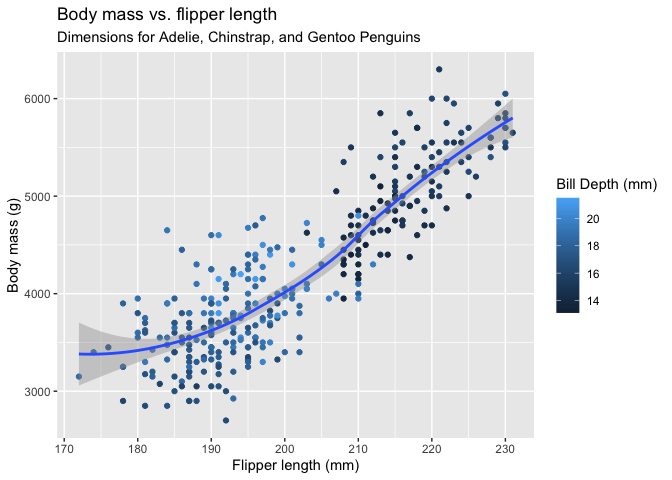 Body mass vs. flipper length
Dimensions for Adelie, Chinstrap, and Gentoo Penguins
6000
5000
4000
3000
Body mass (g)
170 180 190 200 210 220 230
Flipper length (mm)
Bill Depth (mm)
20
18
16
14